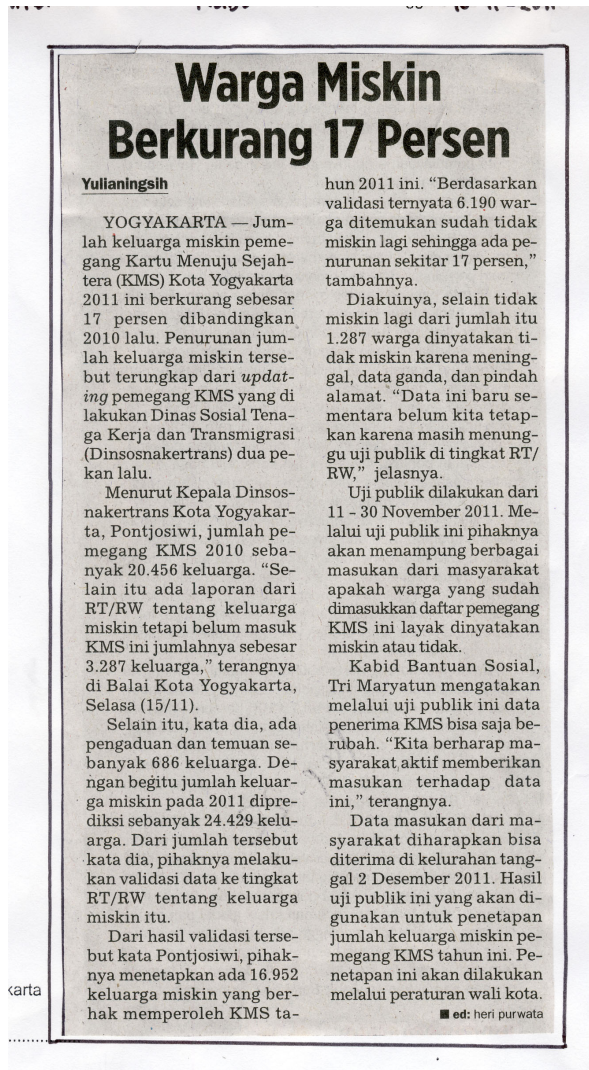 Warga Miskin
Berkurang 17 Persen
Yulianingsih
YOGYAKARTA — Jum-
lah keluarga miskin peme-
gang Kartu Menuju Sejah-
tera (KMS) Kota Yogyakarta
2011 ini berkurang sebesar
17 persen dibandingkan
2010 lalu. Penurunan jum-
lah keluarga miskin terse-
but terungkap dari updat-
ing pemegang KMS yang di
lakukan Dinas Sosial Tena-
ga Kerja dan Transmigrasi
(Dinsosnakertrans) dua pe-
kan lalu.
Menurut Kepala Dinsos-
nakertrans Kota Yogyakar-
ta, Pontjosiwi, jumlah pe-
megang KMS 2010 seba-
nyak 20.456 keluarga. “Se-
lain itu ada laporan dari
RT/RW tentang keluarga
miskin tetapi belum masuk
KMS ini jumlahnya sebesar
3.287 keluarga,” terangnya
di Balai Kota Yogyakarta,
Selasa (15/11).
Selain itu, kata dia, ada
pengaduan dan temuan se-
banyak 686 keluarga. De-
ngan begitu jumlah keluar-
ga miskin pada 2011 dipre-
diksi sebanyak 24.429 kelu-
arga. Dari jumlah tersebut
kata dia, pihaknya melaku-
kan validasi data ke tingkat
RT/RW tentang keluarga
miskin itu.
Dari hasil validasi terse-
but kata Pontjosiwi, pihak-
nya menetapkan ada 16.952
keluarga miskin yang ber-
hak memperoleh KMS ta-
hun 2011 ini. “Berdasarkan
validasi ternyata 6.190 war-
ga ditemukan sudah tidak
miskin lagi sehingga ada pe-
nurunan sekitar 17 persen,”
tambahnya.
Diakuinya, selain tidak
miskin lagi dari jumlah itu
1.287 warga dinyatakan ti-
dak miskin karena mening-
gal, data ganda, dan pindah
alamat. “Data ini baru se-
mentara belum kita tetap-
kan karena masih menung-
gu uji publik di tingkat RT/
RW,” jelasnya.
Uji publik dilakukan dari
11 - 30 November 2011. Me-
lalui uji publik ini pihaknya
akan menampung berbagai
masukan dari masyarakat
apakah warga yang sudah
dimasukkan daftar pemegang
KMS ini layak dinyatakan
miskin atau tidak.
Kabid Bantuan Sosial,
Tri Maryatun mengatakan
melalui uji publik ini data
penerima KMS bisa saja be-
rubah. “Kita berharap ma-
syarakat aktif memberikan
masukan terhadap data
ini,” terangnya.
Data masukan dari ma-
syarakat diharapkan bisa
diterima di kelurahan tang-
gal 2 Desember 2011. Hasil
uji publik ini yang akan di-
gunakan untuk penetapan
jumlah keluarga miskin pe-
megang KMS tahun ini. Pe-
netapan ini akan dilakukan
melalui peraturan wali kota.
■ ed: heri purwata
karta